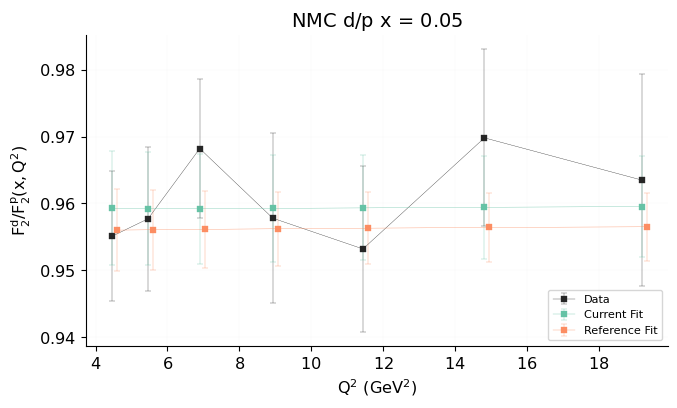 NMC d/p x = 0.05
F₂ᵈ/F₂ᵖ(x, Q²)
0.98
0.97
0.96
0.95
0.94
4
6
8
10
12
14
16
18
Q² (GeV²)
Data
Current Fit
Reference Fit